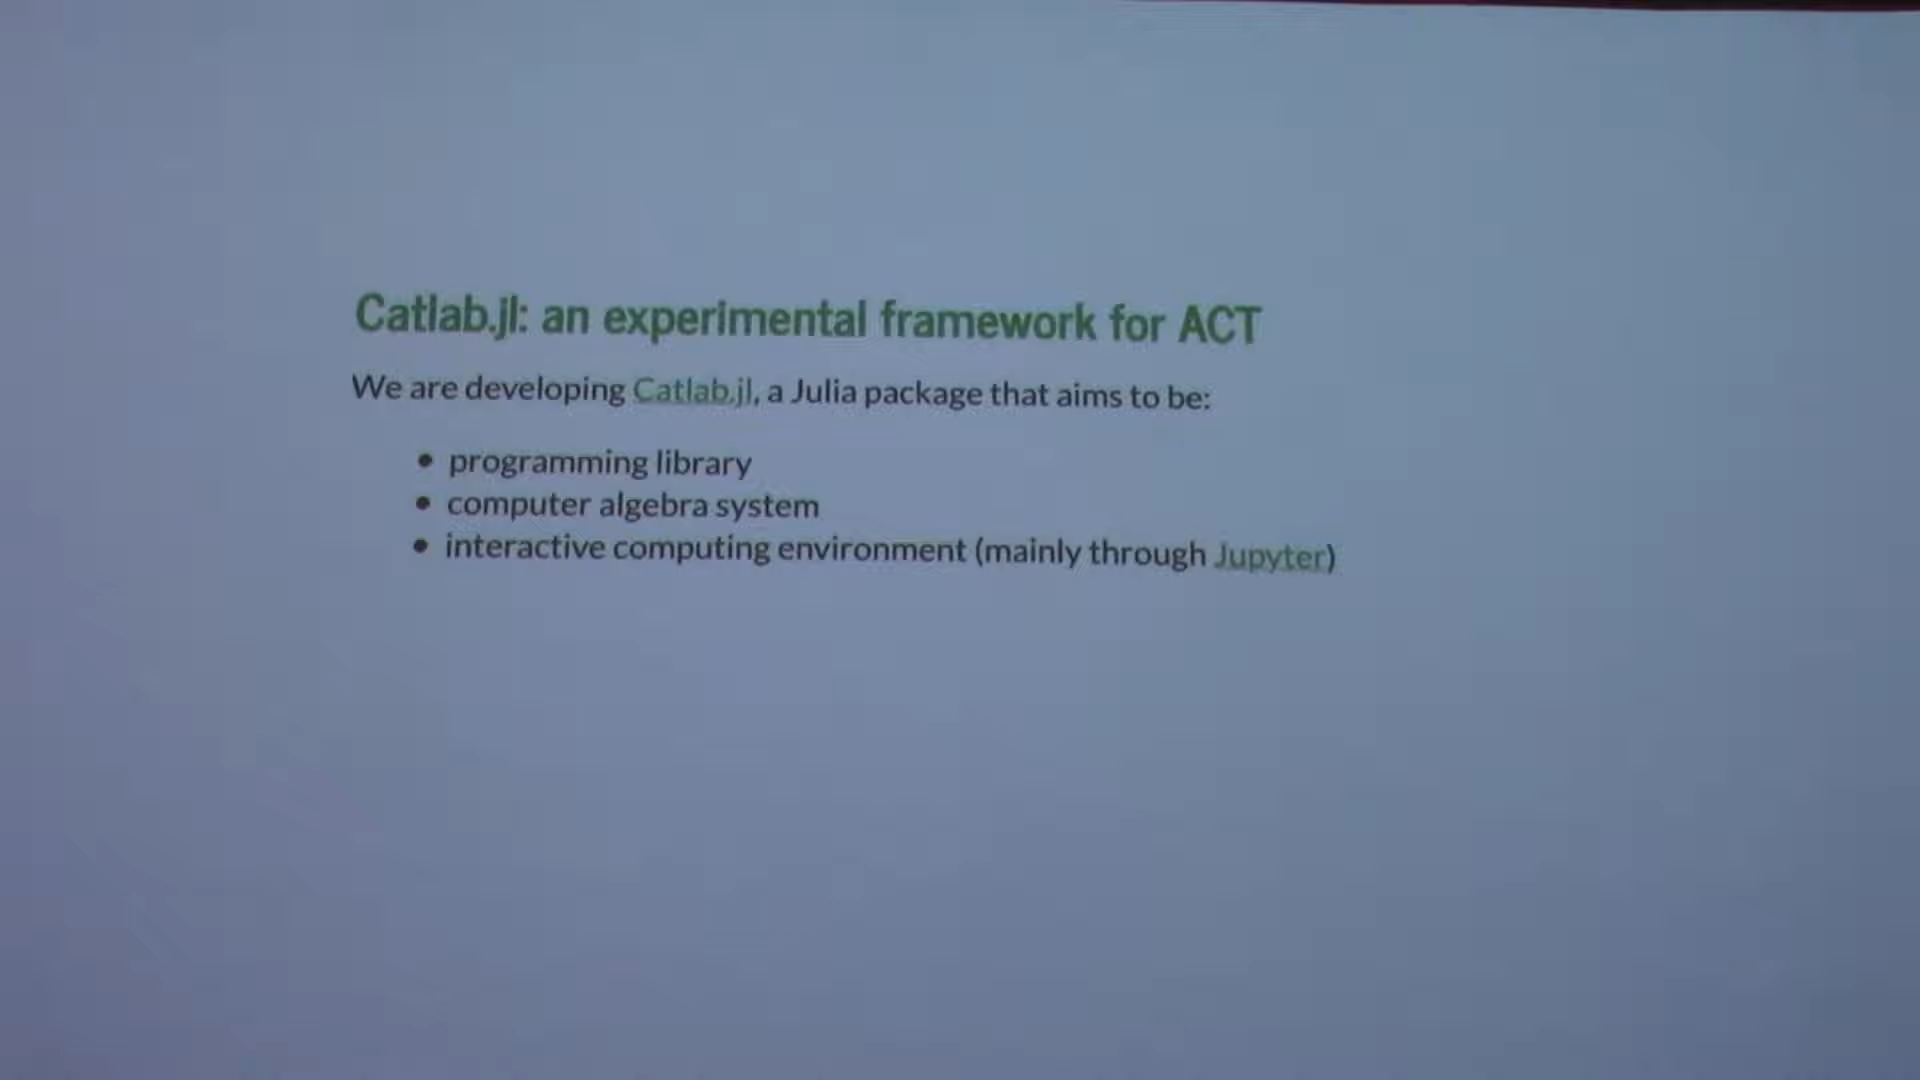 Catlab.jl: an experimental framework for ACT
We are developing Catlab.jl, a Julia package that aims to be:
• programming library
• computer algebra system
• interactive computing environment (mainly through Jupyter)